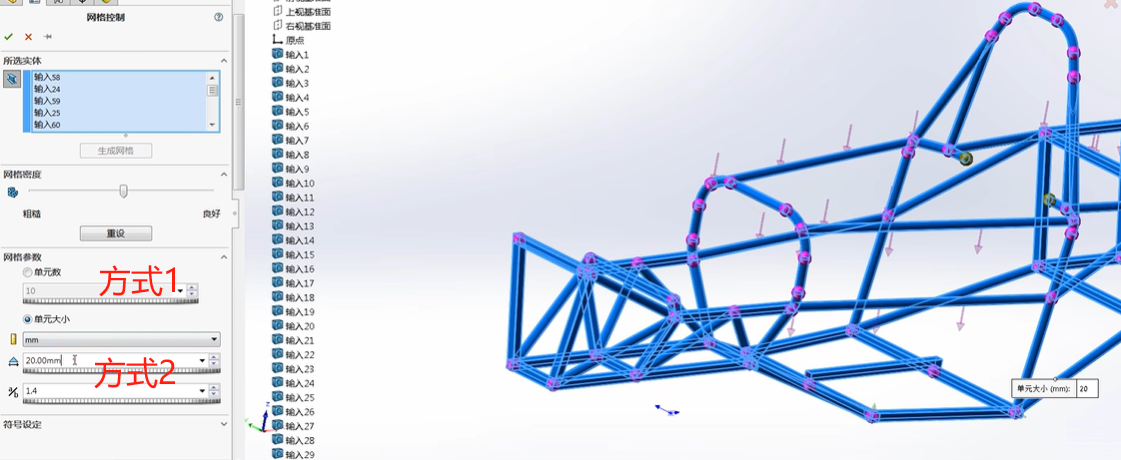 网格控制
所选实体
输入58
输入24
输入59
输入25
输入60
生成网格
网格密度
粗糙
良好
重设
网格参数
单元数
10
方式1
单元大小
mm
20.00mm
方式2
1.4
符号设定
上视基准面
右视基准面
原点
输入1
输入2
输入3
输入4
输入5
输入6
输入7
输入8
输入9
输入10
输入11
输入12
输入13
输入14
输入15
输入16
输入17
输入18
输入19
输入20
输入21
输入22
输入23
输入24
输入25
输入26
输入27
输入28
输入29
单元大小 (mm): 20